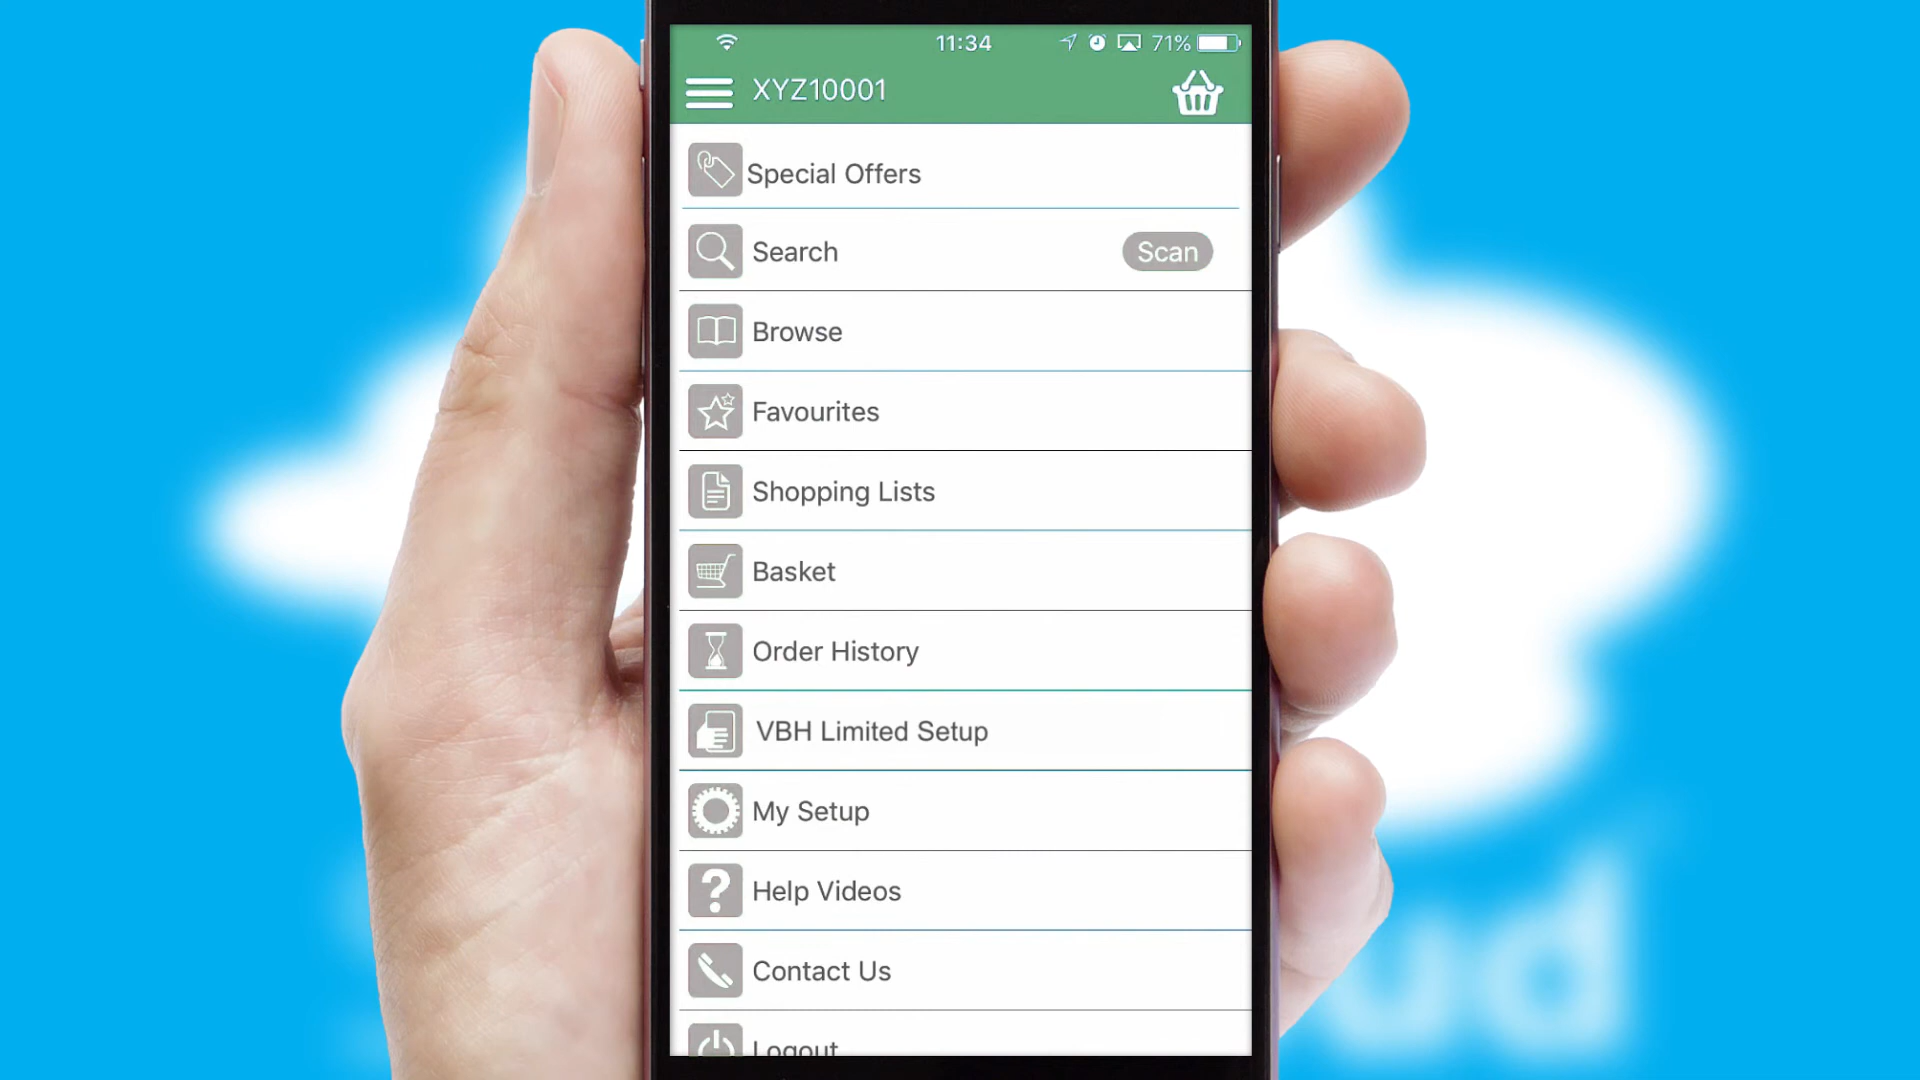 11:34
71%
XYZ10001
Special Offers
Search
Scan
Browse
Favourites
Shopping Lists
Basket
Order History
VBH Limited Setup
My Setup
Help Videos
Contact Us
Logout
ud